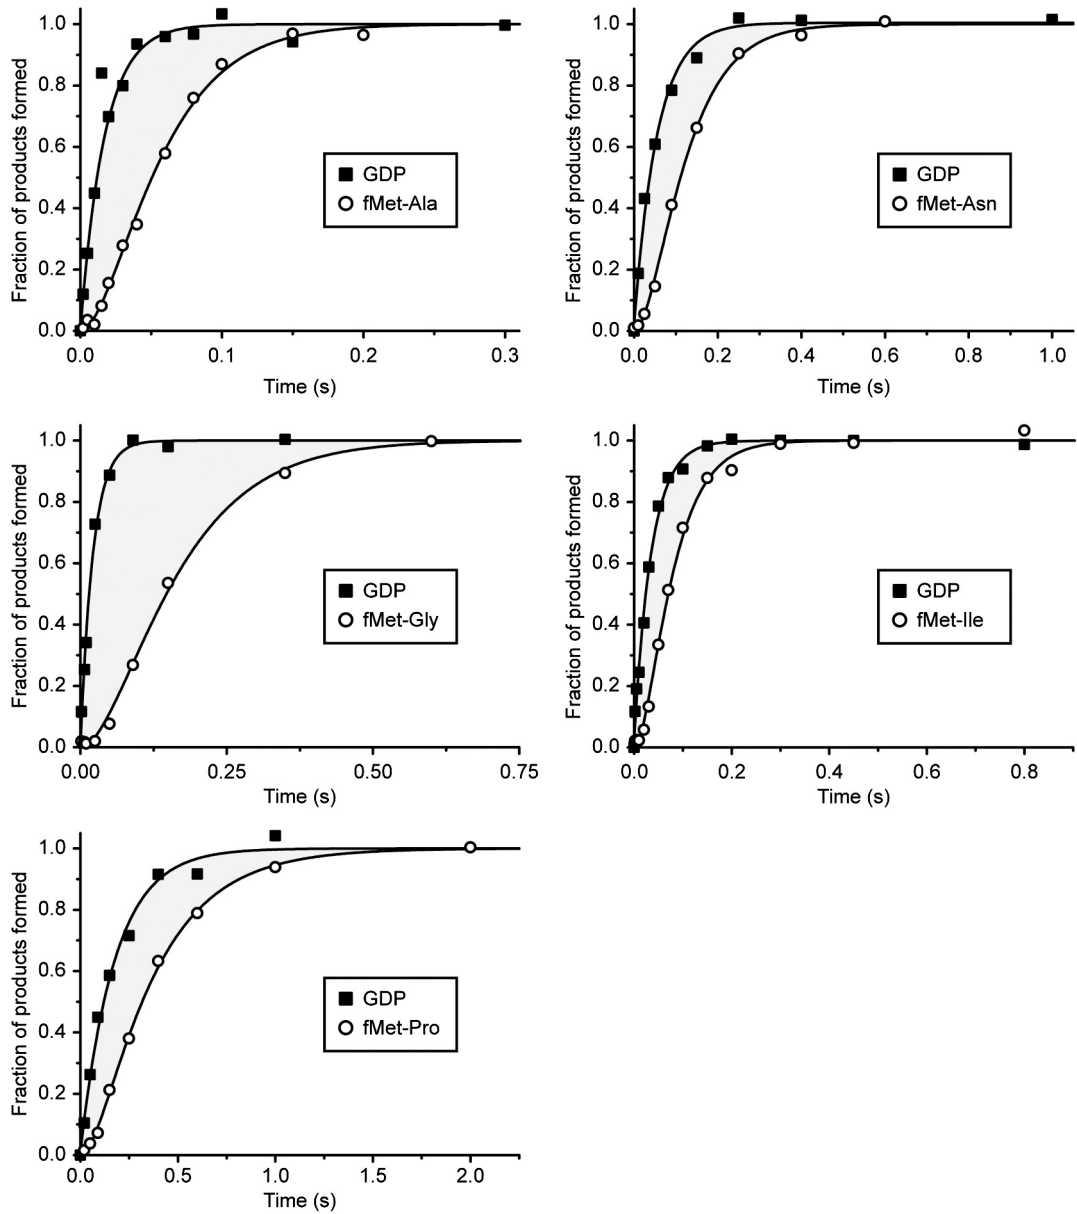 Fraction of products formed
1.0
0.8
0.6
0.4
0.2
0.0
GDP
fMet-Ala
0.0 0.1 0.2 0.3
Time (s)
Fraction of products formed
1.0
0.8
0.6
0.4
0.2
0.0
GDP
fMet-Asn
0.0 0.2 0.4 0.6 0.8 1.0
Time (s)
Fraction of products formed
1.0
0.8
0.6
0.4
0.2
0.0
GDP
fMet-Gly
0.00 0.25 0.50 0.75
Time (s)
Fraction of products formed
1.0
0.8
0.6
0.4
0.2
0.0
GDP
fMet-Ile
0.0 0.2 0.4 0.6 0.8
Time (s)
Fraction of products formed
1.0
0.8
0.6
0.4
0.2
0.0
GDP
fMet-Pro
0.0 0.5 1.0 1.5 2.0
Time (s)